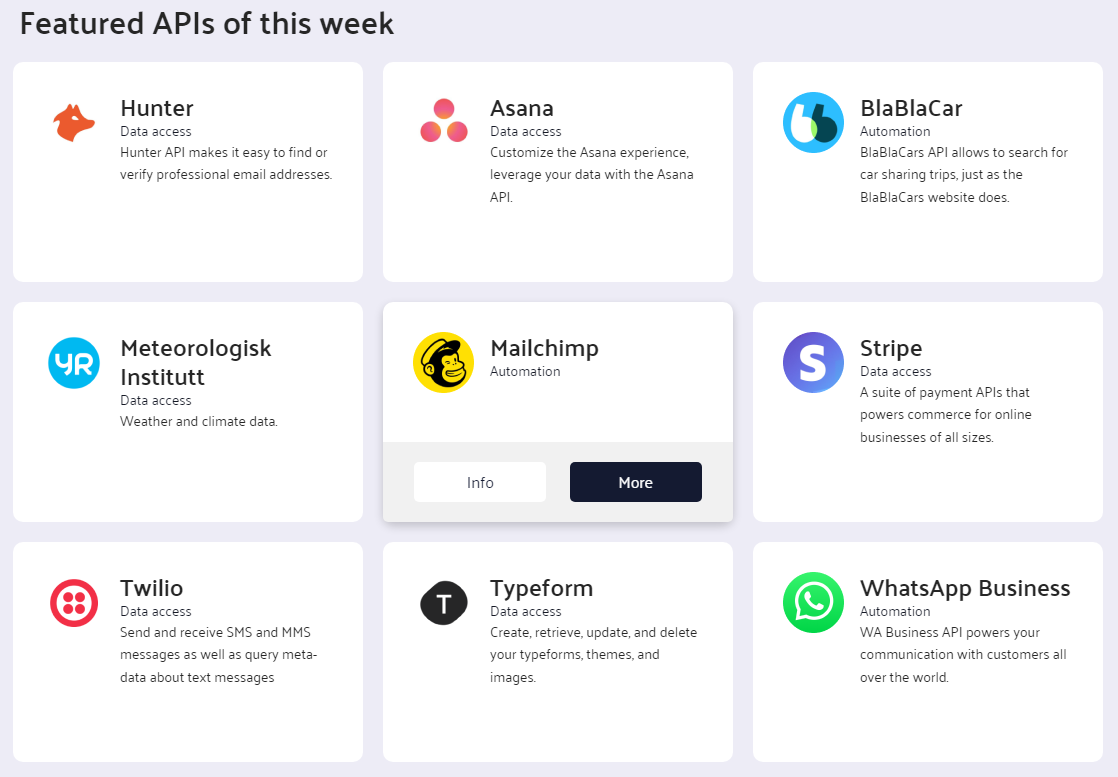 Featured APIs of this week
Hunter
Data access
Hunter API makes it easy to find or
verify professional email addresses.
Asana
Data access
Customize the Asana experience,
leverage your data with the Asana
API.
BlaBlaCar
Automation
BlaBlaCars API allows to search for
car sharing trips, just as the
BlaBlaCars website does.
YR
Meteorologisk
Institutt
Data access
Weather and climate data.
Mailchimp
Automation
Info
More
S
Stripe
Data access
A suite of payment APIs that
powers commerce for online
businesses of all sizes.
Twilio
Data access
Send and receive SMS and MMS
messages as well as query meta-
data about text messages
T
Typeform
Data access
Create, retrieve, update, and delete
your typeforms, themes, and
images.
WhatsApp Business
Automation
WA Business API powers your
communication with customers all
over the world.